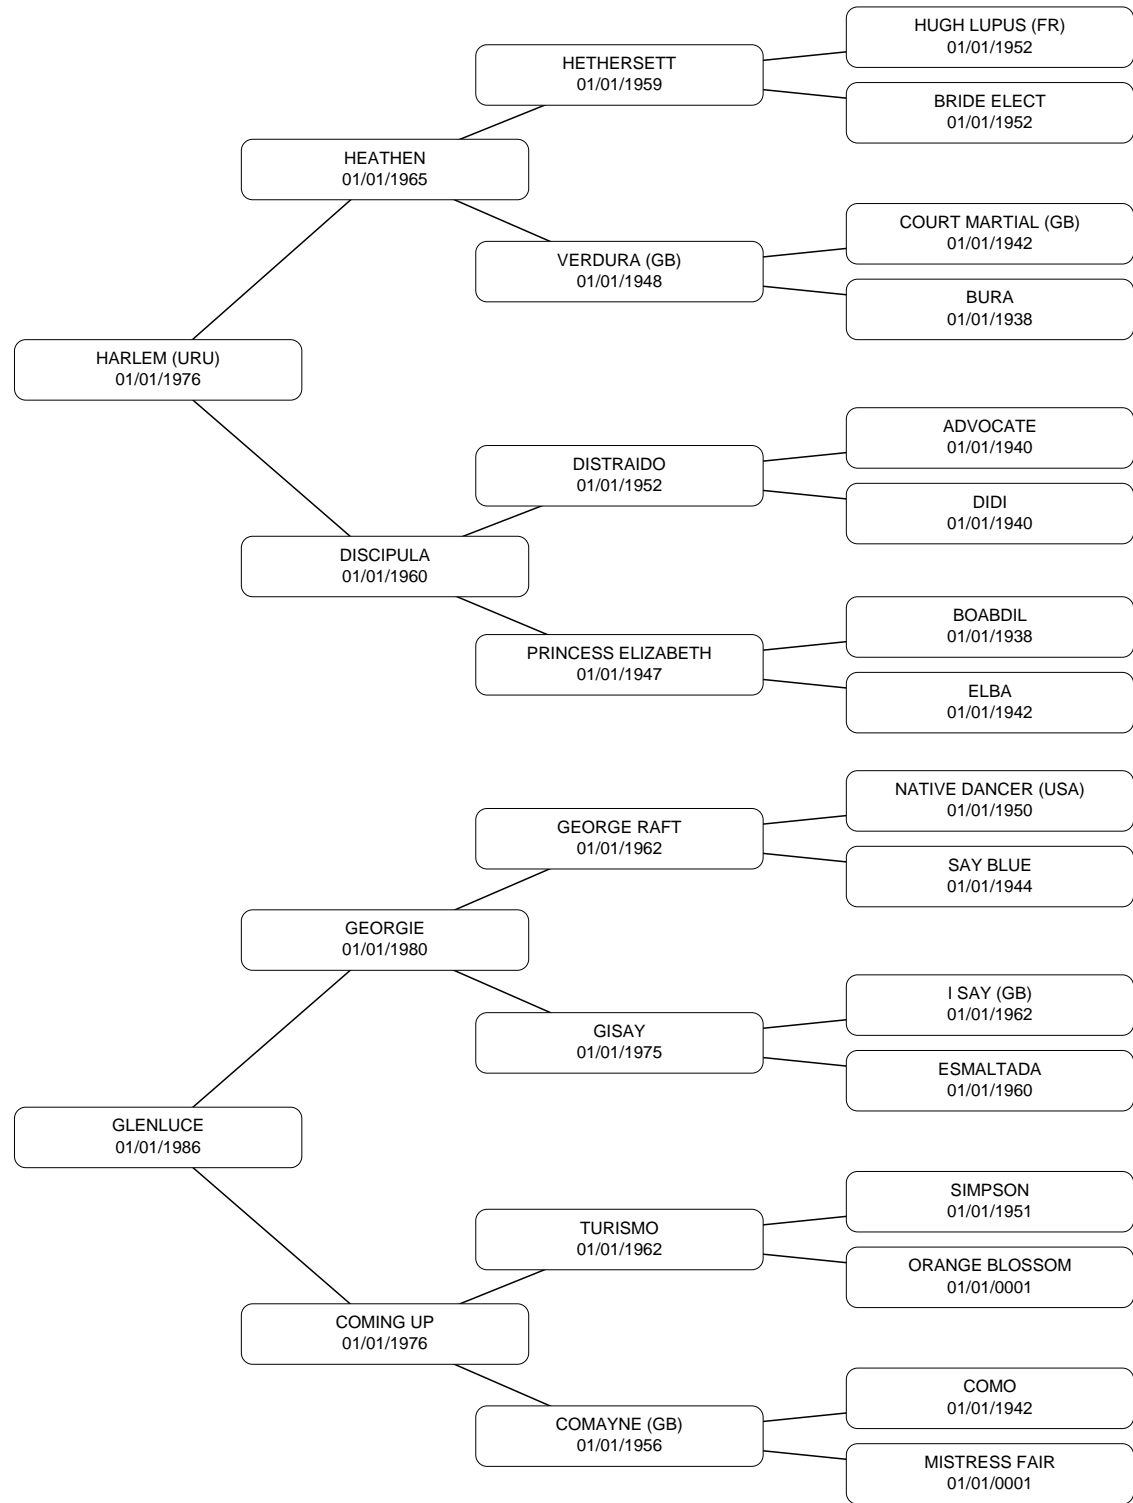 HUGH LUPUS (FR)
01/01/1952
HETHERSETT
01/01/1959
BRIDE ELECT
01/01/1952
HEATHEN
01/01/1965
COURT MARTIAL (GB)
01/01/1942
VERDURA (GB)
01/01/1948
BURA
01/01/1938
HARLEM (URU)
01/01/1976
ADVOCATE
01/01/1940
DISTRAIDO
01/01/1952
DIDI
01/01/1940
DISCIPULA
01/01/1960
BOABDIL
01/01/1938
PRINCESS ELIZABETH
01/01/1947
ELBA
01/01/1942
NATIVE DANCER (USA)
01/01/1950
GEORGE RAFT
01/01/1962
SAY BLUE
01/01/1944
GEORGIE
01/01/1980
I SAY (GB)
01/01/1962
GISAY
01/01/1975
ESMALTADA
01/01/1960
GLENLUCE
01/01/1986
SIMPSON
01/01/1951
TURISMO
01/01/1962
ORANGE BLOSSOM
01/01/0001
COMING UP
01/01/1976
COMO
01/01/1942
COMAYNE (GB)
01/01/1956
MISTRESS FAIR
01/01/0001